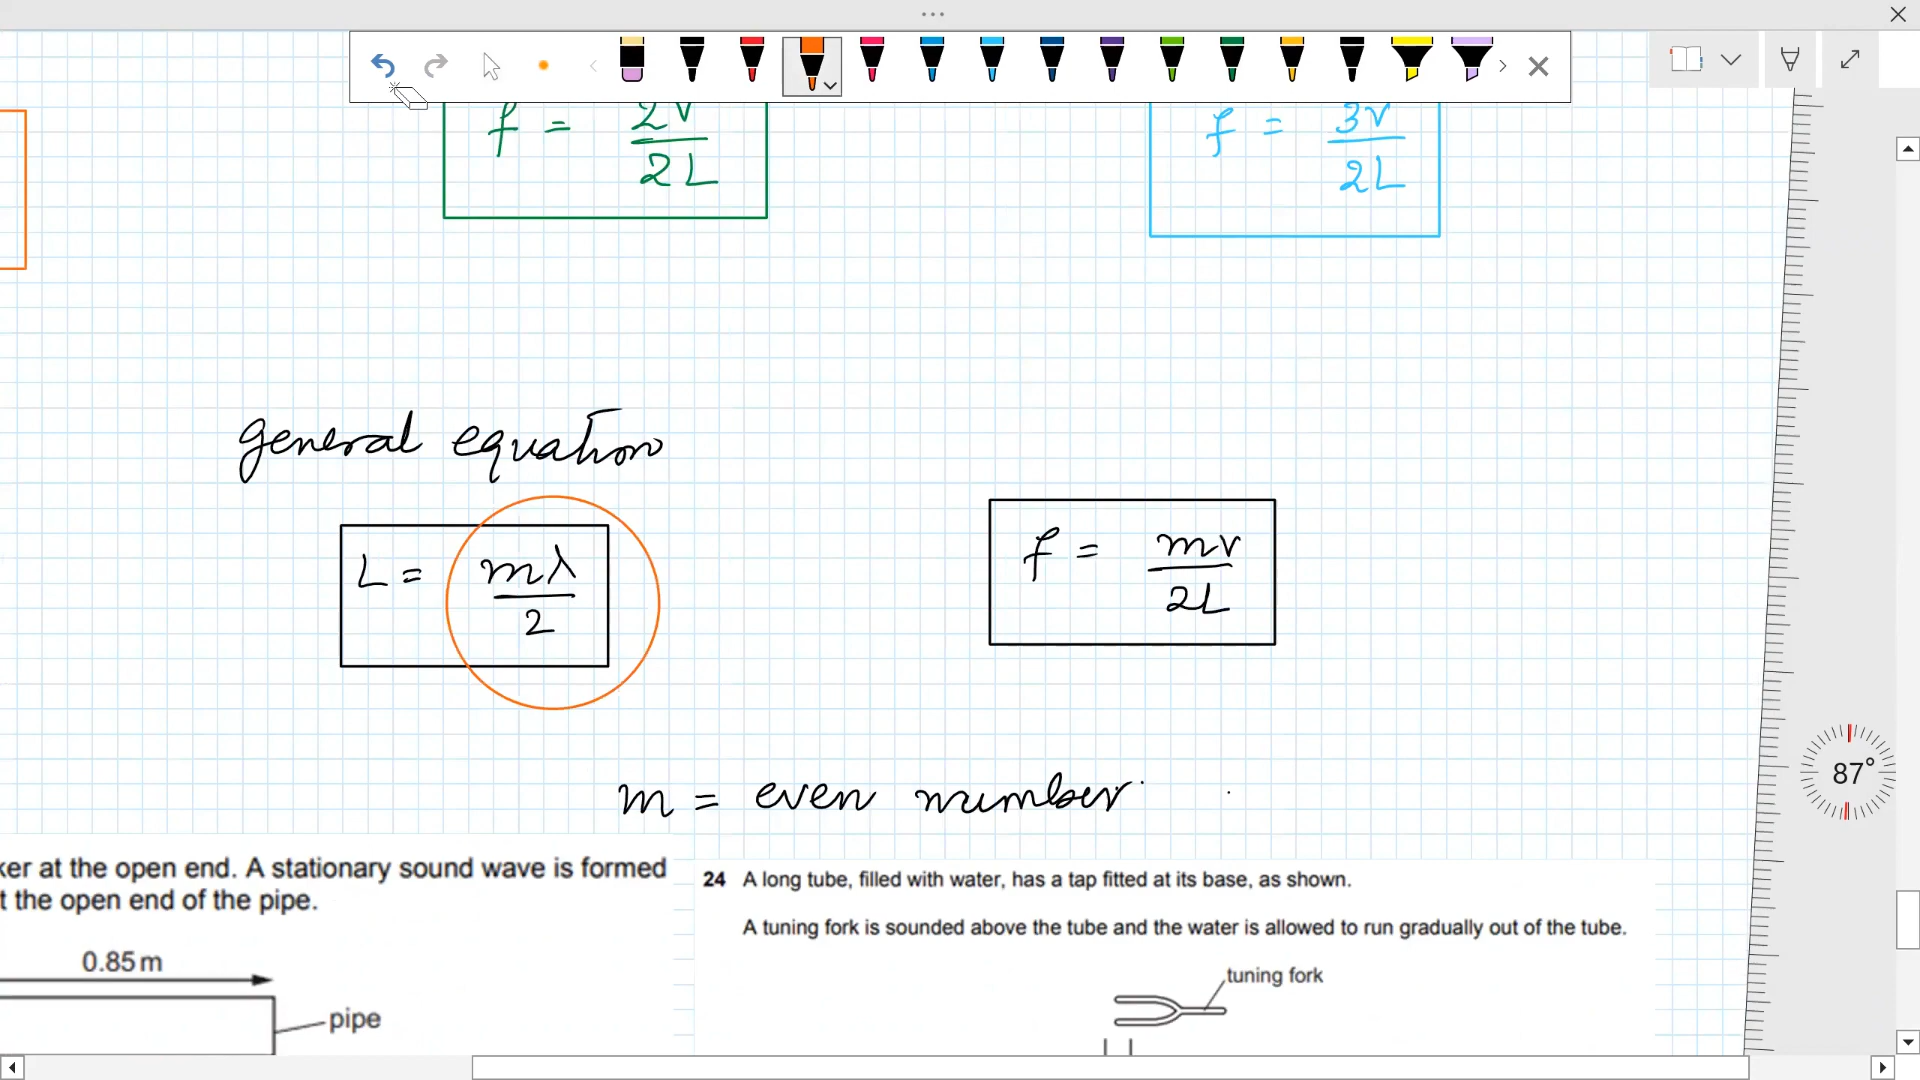 f = 2v / 2L
f = 3v / 2L
general equation
L = mλ / 2
f = mv / 2L
m = even number
87°
ker at the open end. A stationary sound wave is formed
t the open end of the pipe.
0.85 m
pipe
24 A long tube, filled with water, has a tap fitted at its base, as shown.
A tuning fork is sounded above the tube and the water is allowed to run gradually out of the tube.
tuning fork